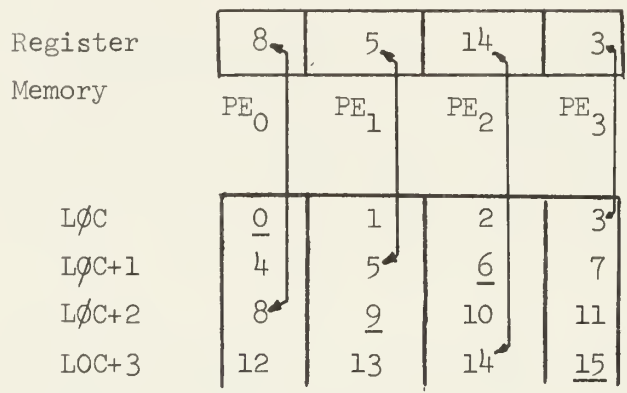 Register 8 5 14 3
Memory
PE0 PE1 PE2 PE3
LØC 0 1 2 3
LØC+1 4 5 6 7
LØC+2 8 9 10 11
LOC+3 12 13 14 15